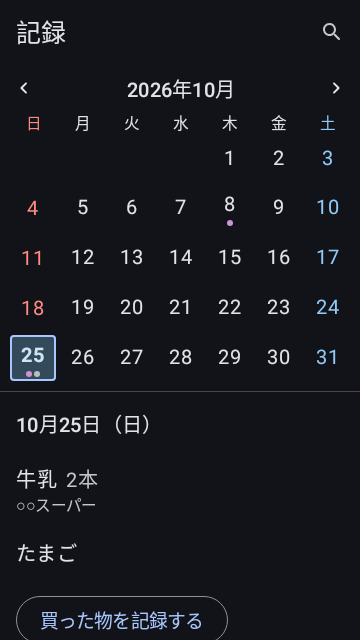 記録
2026年10月
日 月 火 水 木 金 土
1 2 3
4 5 6 7 8 9 10
11 12 13 14 15 16 17
18 19 20 21 22 23 24
25 26 27 28 29 30 31
10月25日（日）
牛乳 2本
○○スーパー
たまご
買った物を記録する